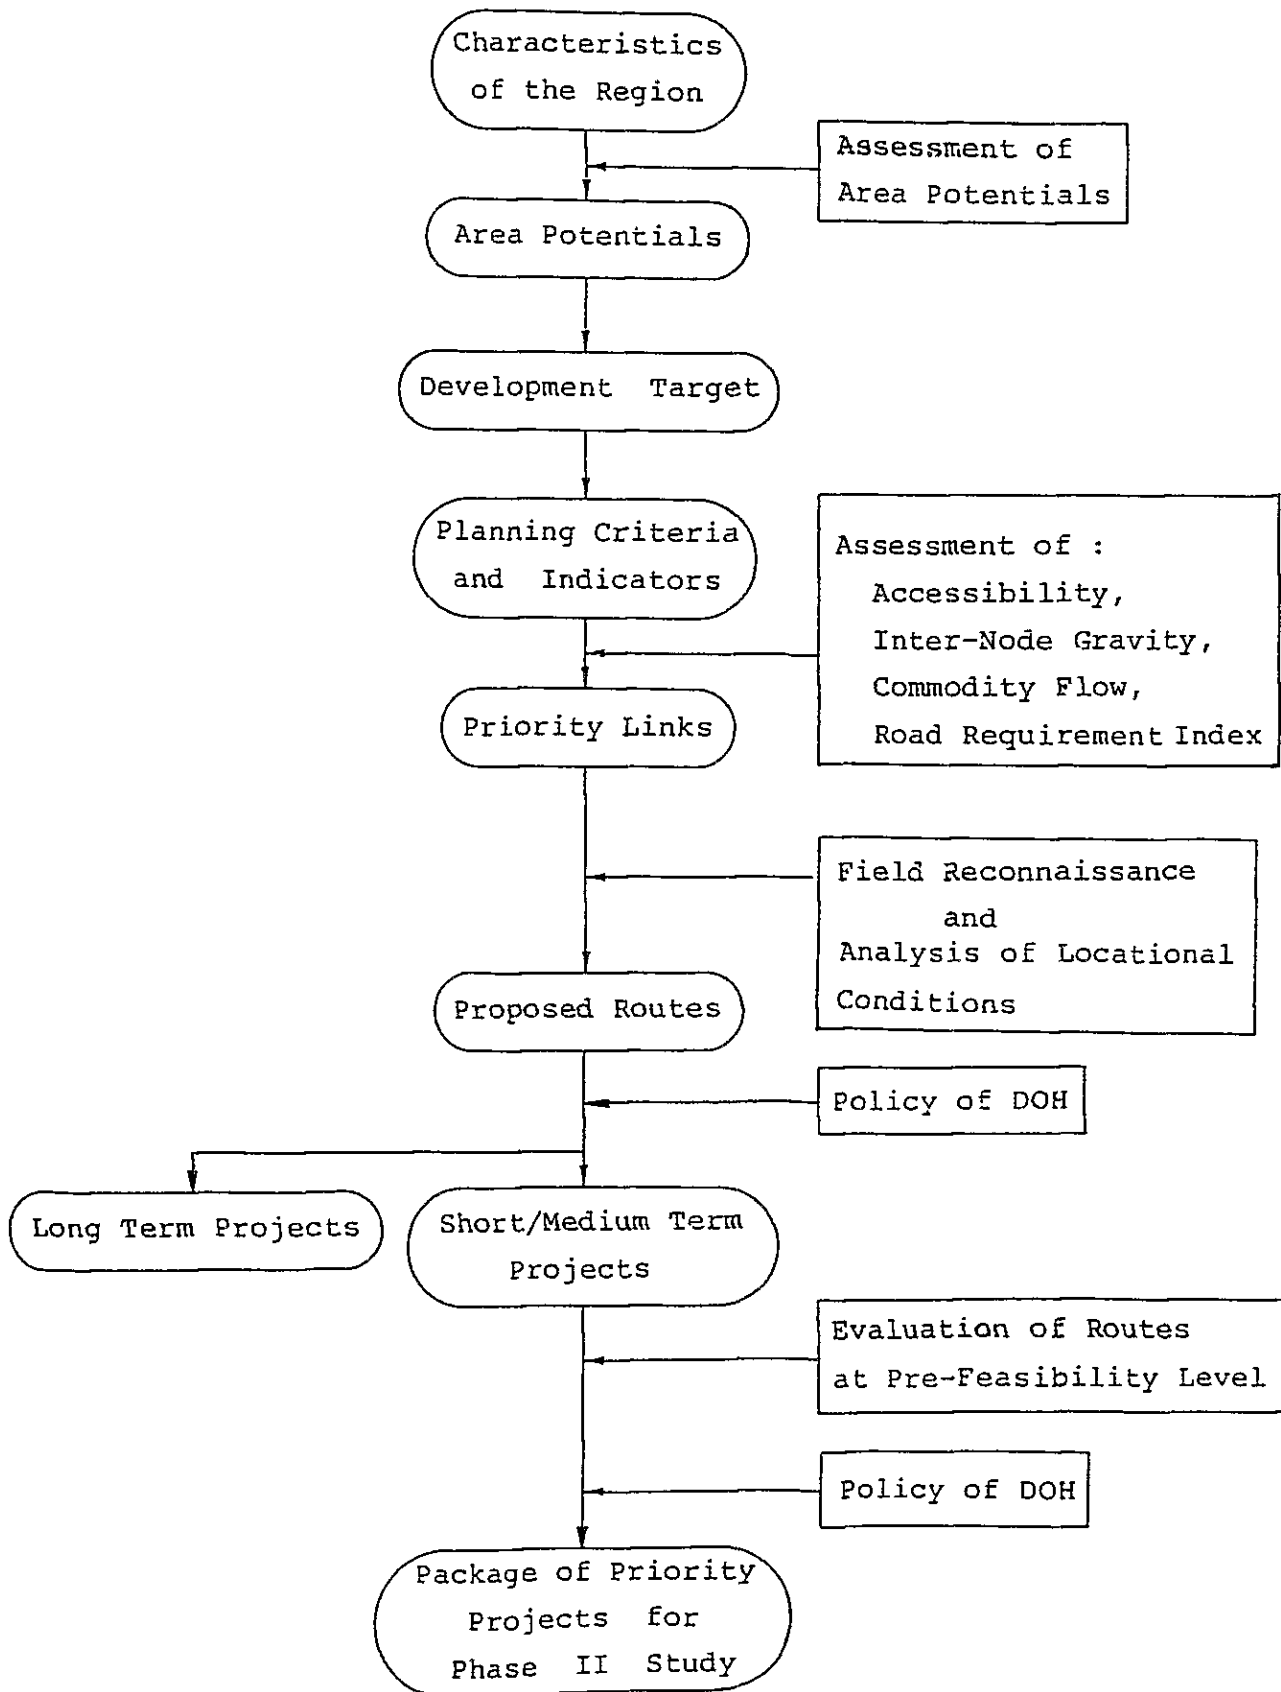 Characteristics
of the Region
Assessment of
Area Potentials
Area Potentials
Development Target
Planning Criteria
and Indicators
Assessment of :
Accessibility,
Inter-Node Gravity,
Commodity Flow,
Road Requirement Index
Priority Links
Field Reconnaissance
and
Analysis of Locational
Conditions
Proposed Routes
Policy of DOH
Long Term Projects
Short/Medium Term
Projects
Evaluation of Routes
at Pre-Feasibility Level
Policy of DOH
Package of Priority
Projects for
Phase II Study